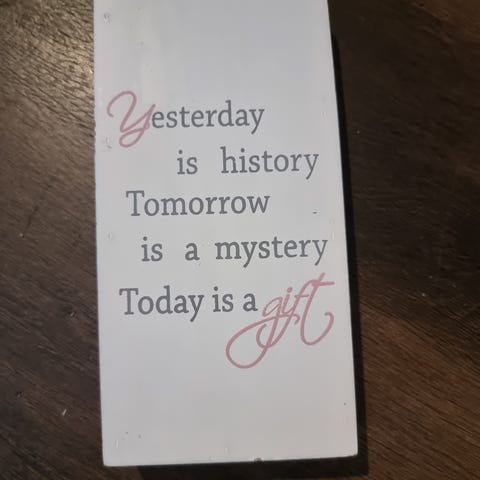 Yesterday
is history
Tomorrow
is a mystery
Today is a gift